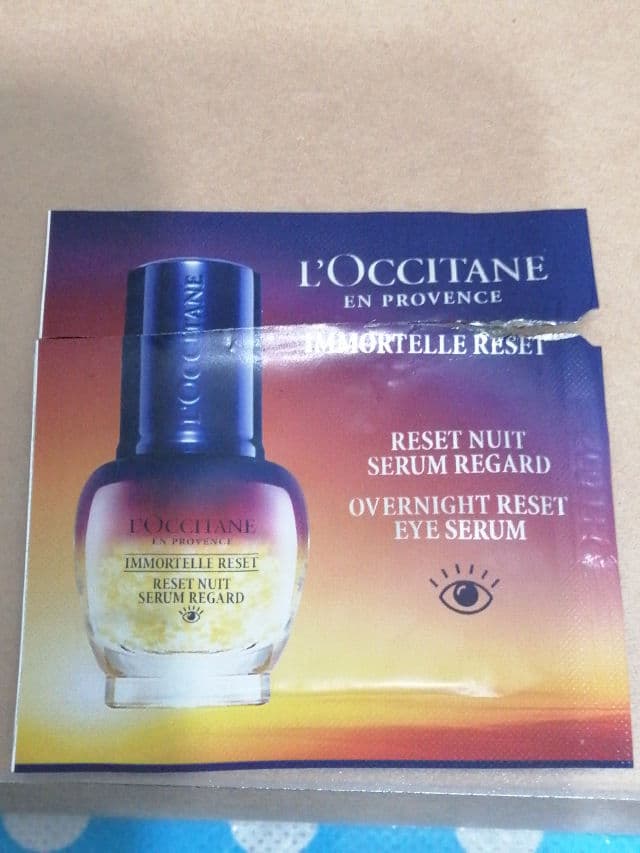 L'OCCITANE
EN PROVENCE
IMMORTELLE RESET
RESET NUIT
SERUM REGARD
OVERNIGHT RESET
EYE SERUM
L'OCCITANE
L'OCCITANE
EN PROVENCE
IMMORTELLE RESET
RESET NUIT
SERUM REGARD